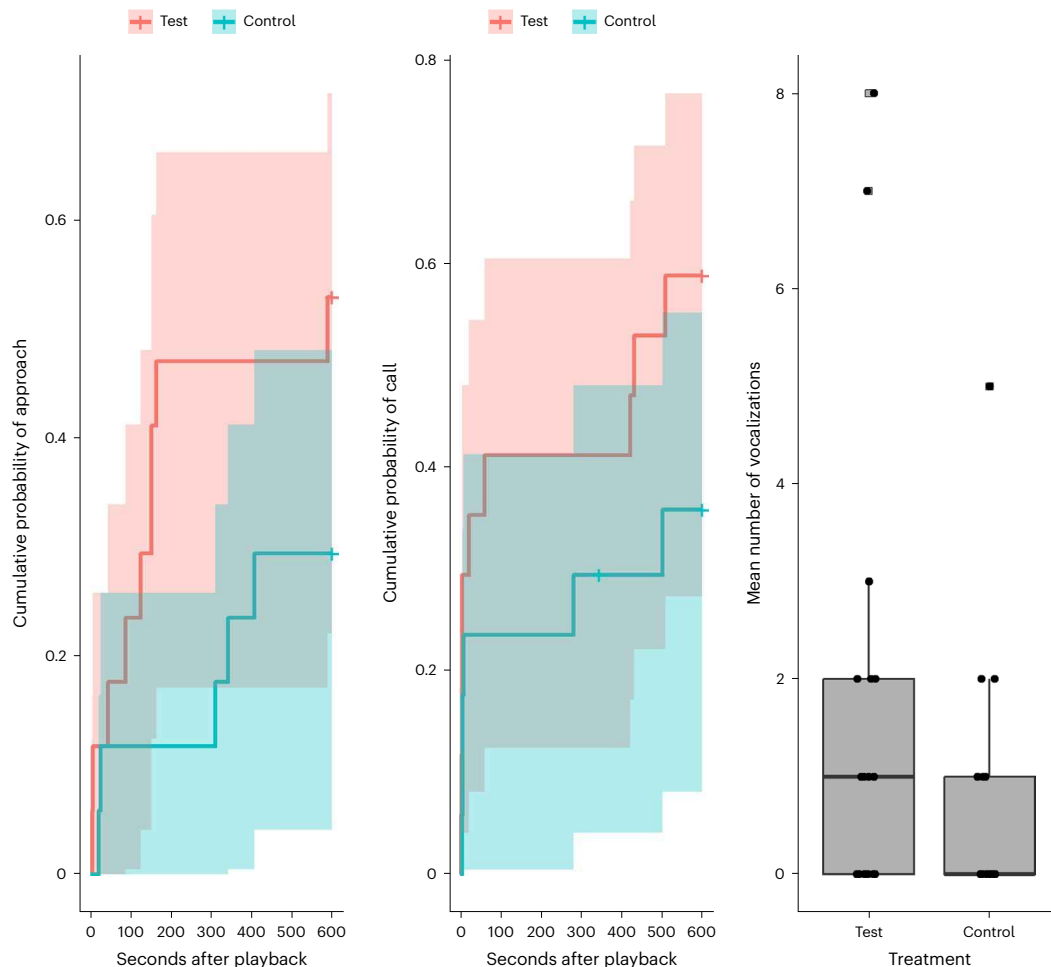 Test Control
Cumulative probability of approach
0.6
0.4
0.2
0
0 100 200 300 400 500 600
Seconds after playback
Test Control
Cumulative probability of call
0.8
0.6
0.4
0.2
0
0 100 200 300 400 500 600
Seconds after playback
Mean number of vocalizations
8
6
4
2
0
Test Control
Treatment